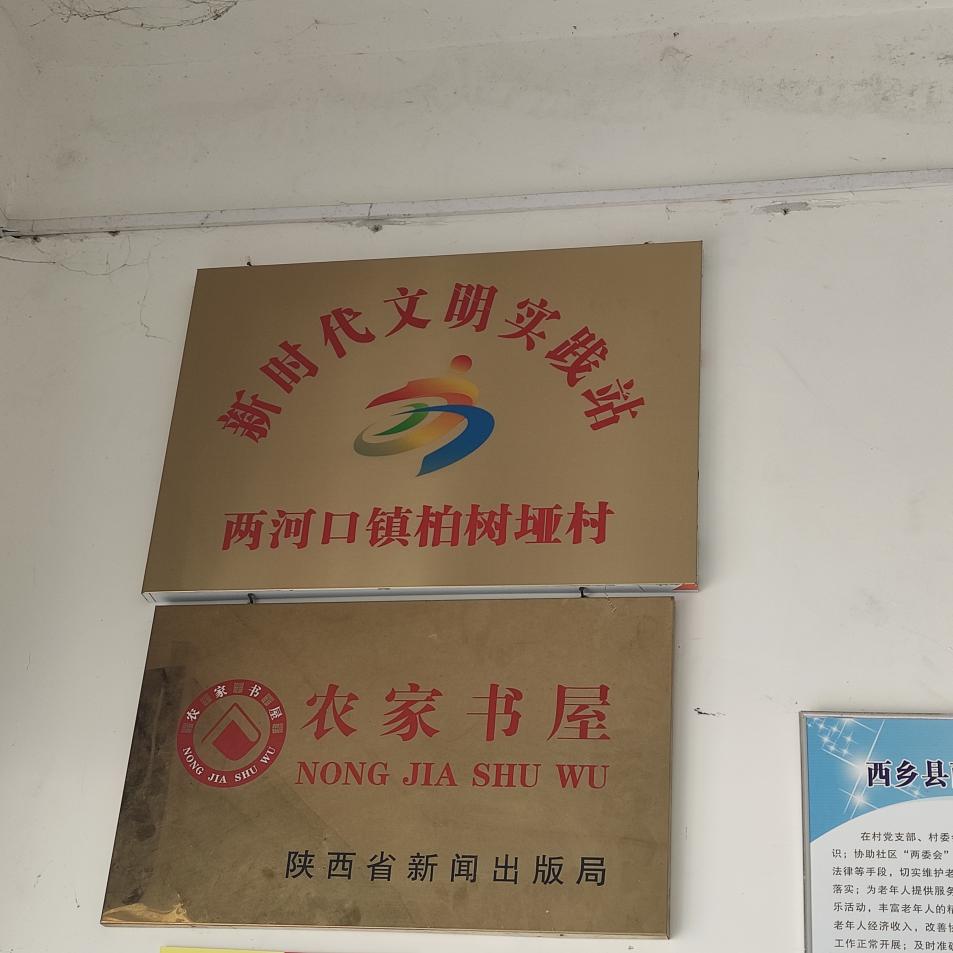 新时代文明实践站
两河口镇柏树垭村
农家书屋
NONG JIA SHU WU
农家书屋
NONG JIA SHU WU
陕西省新闻出版局
西乡县
在村党支部、村委
识；协助社区“两委会”
法律等手段，切实维护老
落实；为老年人提供服务
乐活动，丰富老年人的精
老年人经济收入，改善
工作正常开展；及时准确